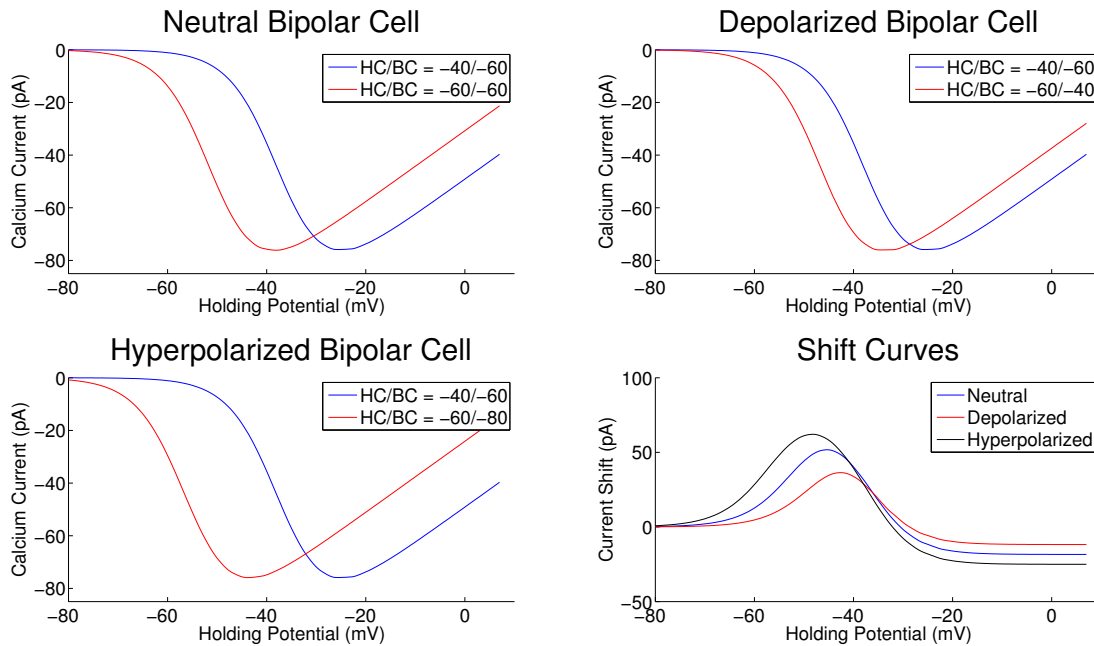 Neutral Bipolar Cell
0
−20
−40
−60
−80
Calcium Current (pA)
−80 −60 −40 −20 0
Holding Potential (mV)
HC/BC = −40/−60
HC/BC = −60/−60
Depolarized Bipolar Cell
0
−20
−40
−60
−80
Calcium Current (pA)
−80 −60 −40 −20 0
Holding Potential (mV)
HC/BC = −40/−60
HC/BC = −60/−40
Hyperpolarized Bipolar Cell
0
−20
−40
−60
−80
Calcium Current (pA)
−80 −60 −40 −20 0
Holding Potential (mV)
HC/BC = −40/−60
HC/BC = −60/−80
Shift Curves
100
50
0
−50
Current Shift (pA)
−80 −60 −40 −20 0
Holding Potential (mV)
Neutral
Depolarized
Hyperpolarized